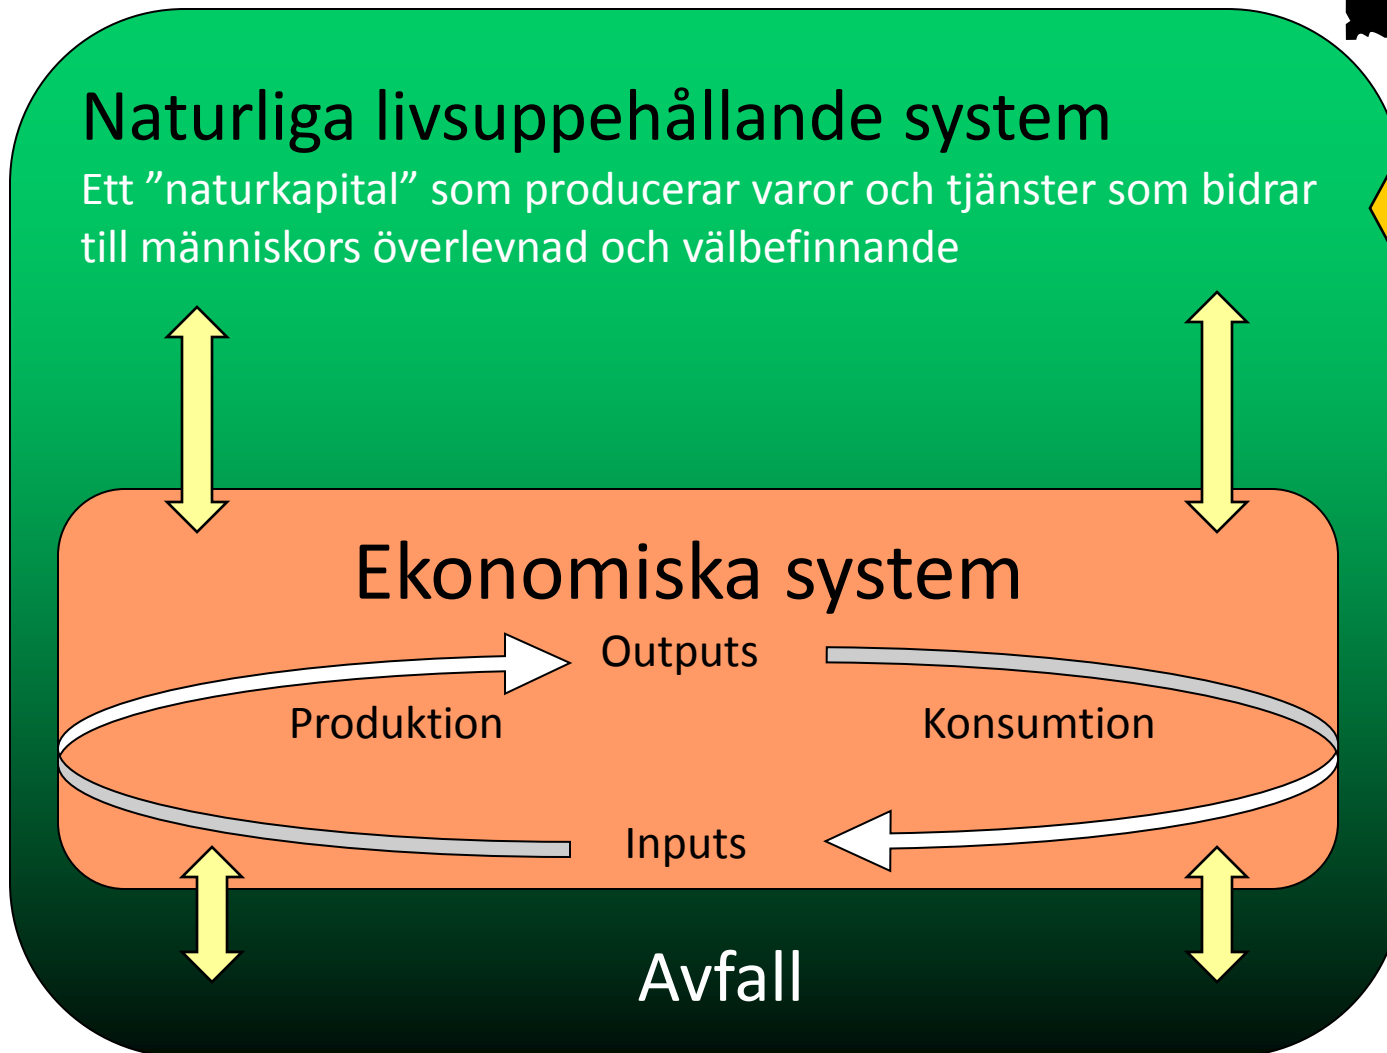 Naturliga livsuppehållande system
Ett ”naturkapital” som producerar varor och tjänster som bidrar
till människors överlevnad och välbefinnande
Ekonomiska system
Outputs
Produktion
Konsumtion
Inputs
Avfall